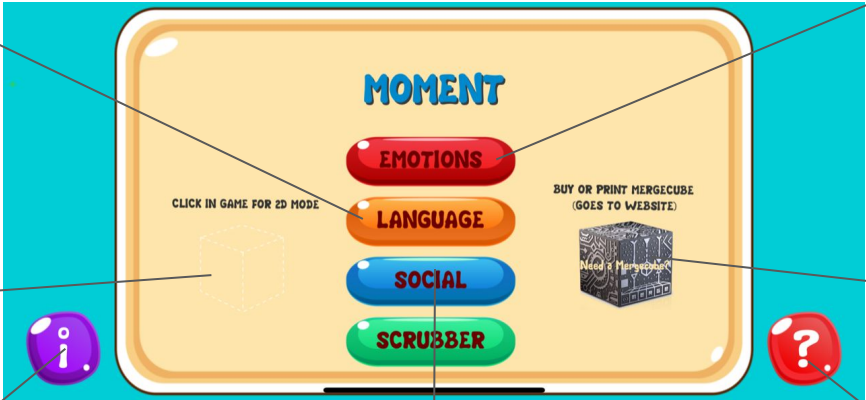 MOMENT
EMOTIONS
LANGUAGE
SOCIAL
SCRUBBER
CLICK IN GAME FOR 2D MODE
BUY OR PRINT MERGECUBE
(GOES TO WEBSITE)
Need a Mergecube?
i
?